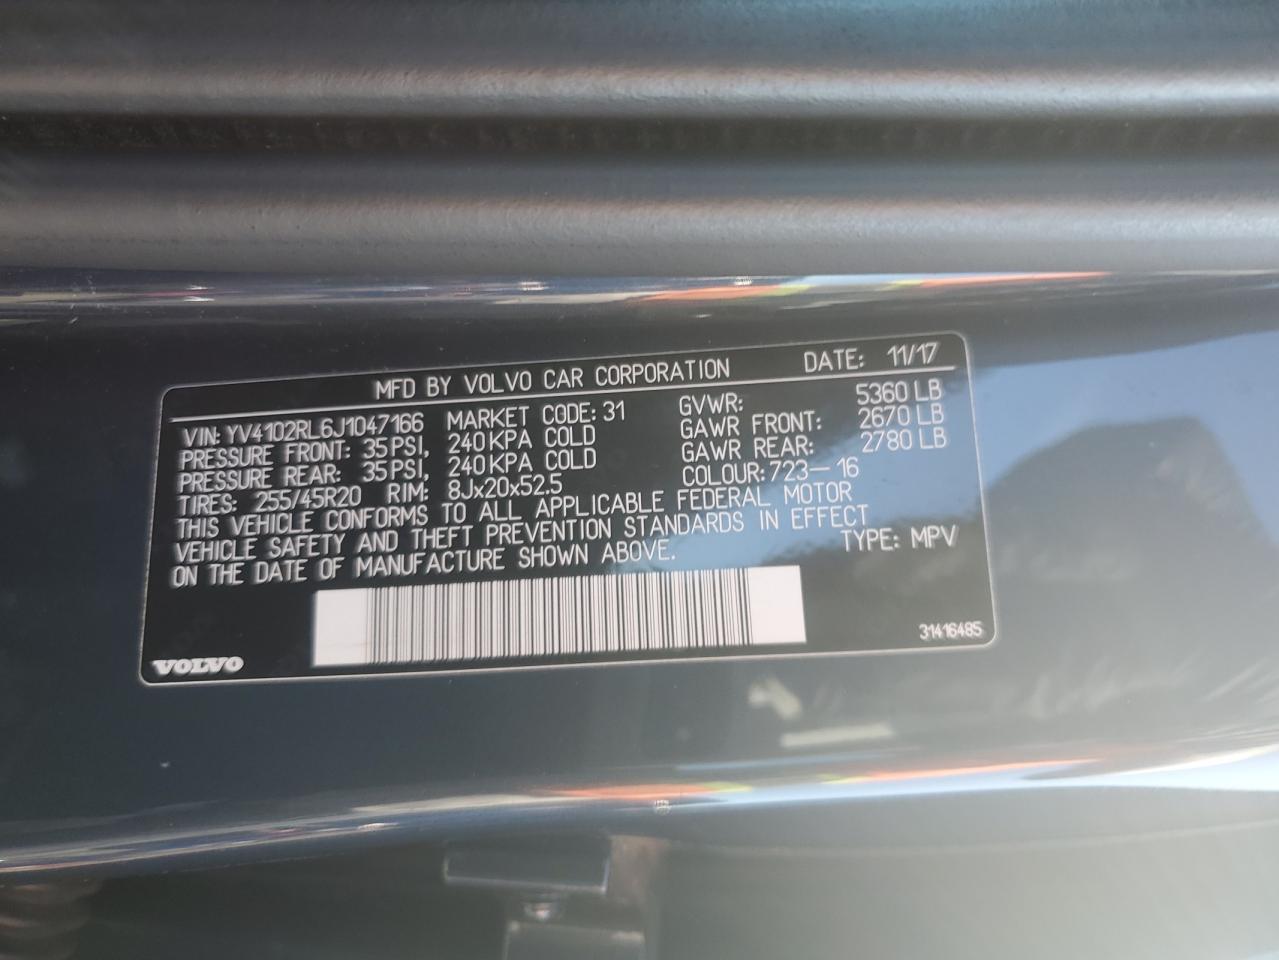 MFD BY VOLVO CAR CORPORATION DATE: 11/17
VIN: YV4102RL6J1047166 MARKET CODE: 31 GVWR: 5360 LB
PRESSURE FRONT: 35 PSI, 240 KPA COLD GAWR FRONT: 2670 LB
PRESSURE REAR: 35 PSI, 240 KPA COLD GAWR REAR: 2780 LB
TIRES: 255/45R20 RIM: 8Jx20x52.5 COLOUR: 723-16
THIS VEHICLE CONFORMS TO ALL APPLICABLE FEDERAL MOTOR
VEHICLE SAFETY AND THEFT PREVENTION STANDARDS IN EFFECT
ON THE DATE OF MANUFACTURE SHOWN ABOVE. TYPE: MPV
31416485
VOLVO